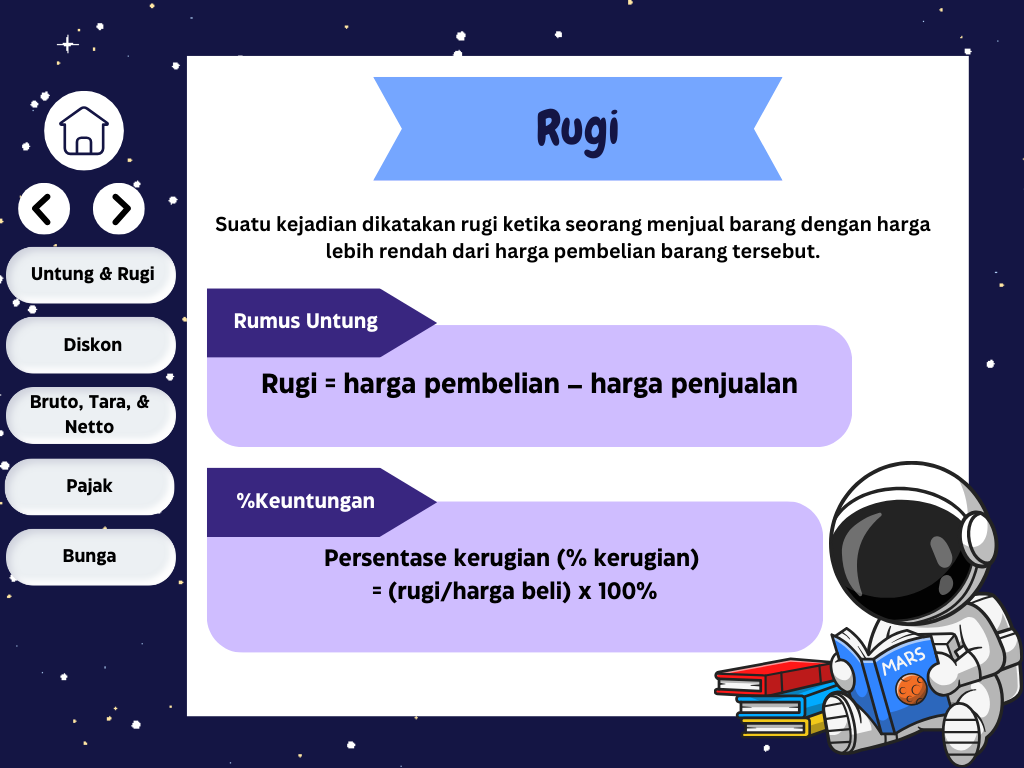 Rugi
Suatu kejadian dikatakan rugi ketika seorang menjual barang dengan harga
lebih rendah dari harga pembelian barang tersebut.
Untung & Rugi
Diskon
Bruto, Tara, &
Netto
Pajak
Bunga
Rumus Untung
Rugi = harga pembelian – harga penjualan
%Keuntungan
Persentase kerugian (% kerugian)
= (rugi/harga beli) x 100%
MARS